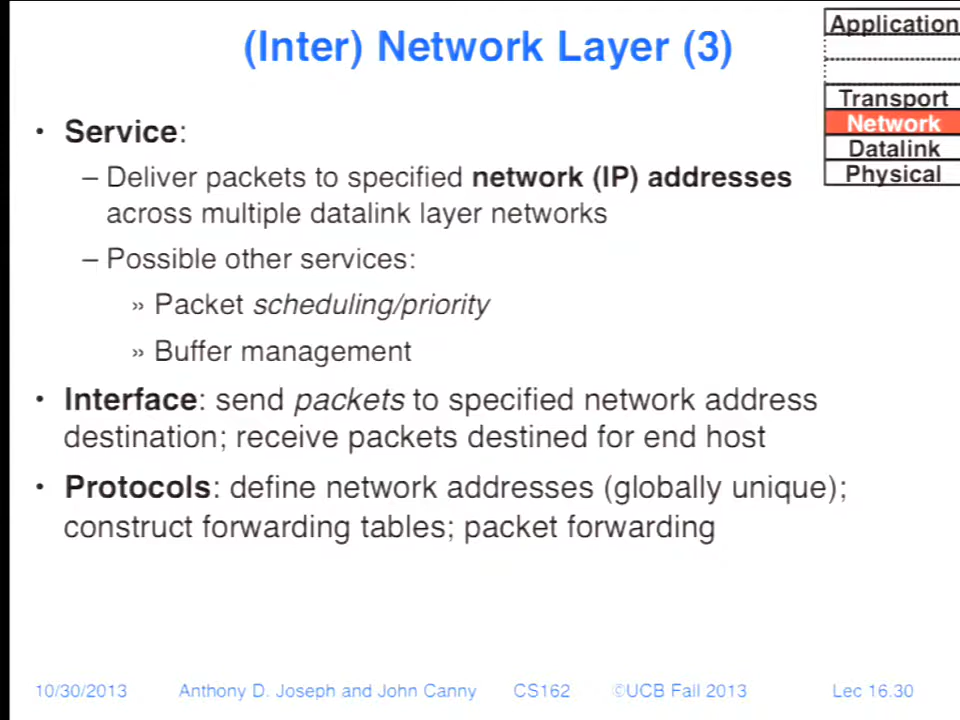 (Inter) Network Layer (3)
Application
Transport
Network
Datalink
Physical
• Service:
– Deliver packets to specified network (IP) addresses
across multiple datalink layer networks
– Possible other services:
» Packet scheduling/priority
» Buffer management
• Interface: send packets to specified network address
destination; receive packets destined for end host
• Protocols: define network addresses (globally unique);
construct forwarding tables; packet forwarding
10/30/2013 Anthony D. Joseph and John Canny CS162 ©UCB Fall 2013 Lec 16.30